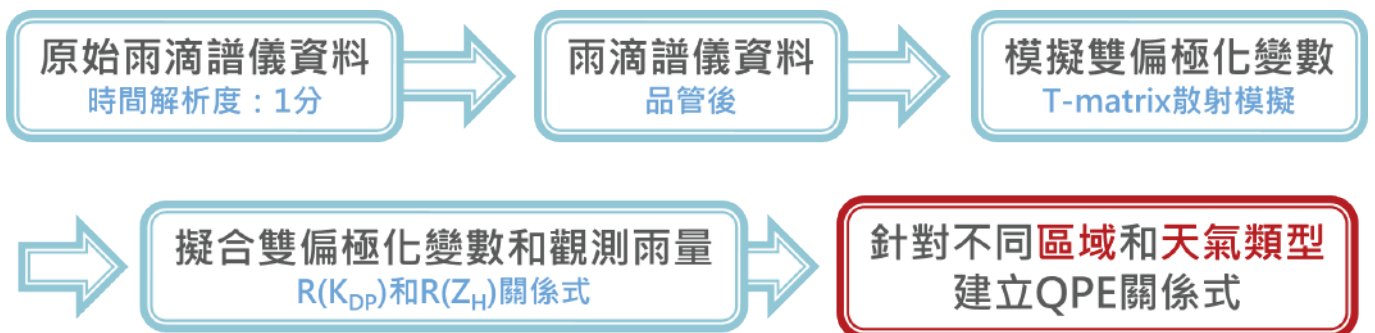 原始雨滴譜儀資料
時間解析度：1分
雨滴譜儀資料
品管後
模擬雙偏極化變數
T-matrix散射模擬
擬合雙偏極化變數和觀測雨量
R(K_DP)和R(Z_H)關係式
針對不同區域和天氣類型
建立QPE關係式